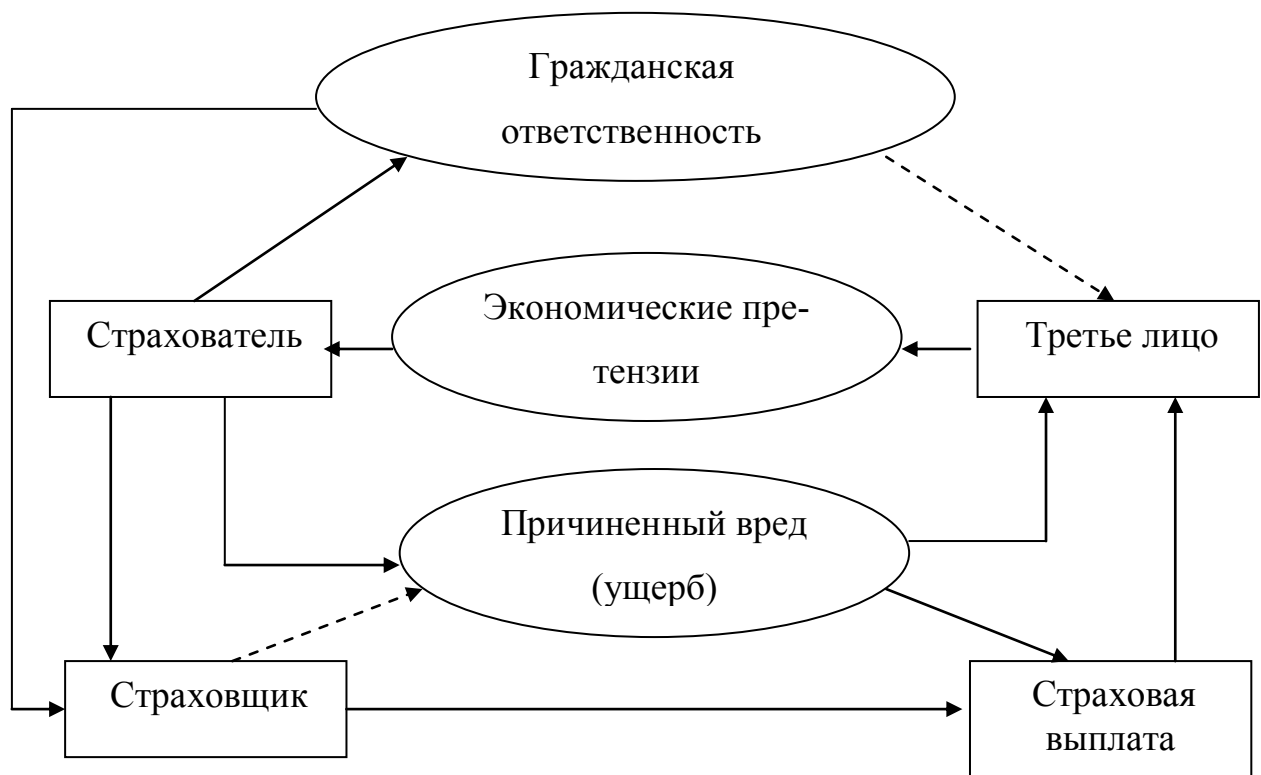 Гражданская
ответственность
Экономические пре-
тензии
Страхователь
Третье лицо
Причиненный вред
(ущерб)
Страховщик
Страховая
выплата